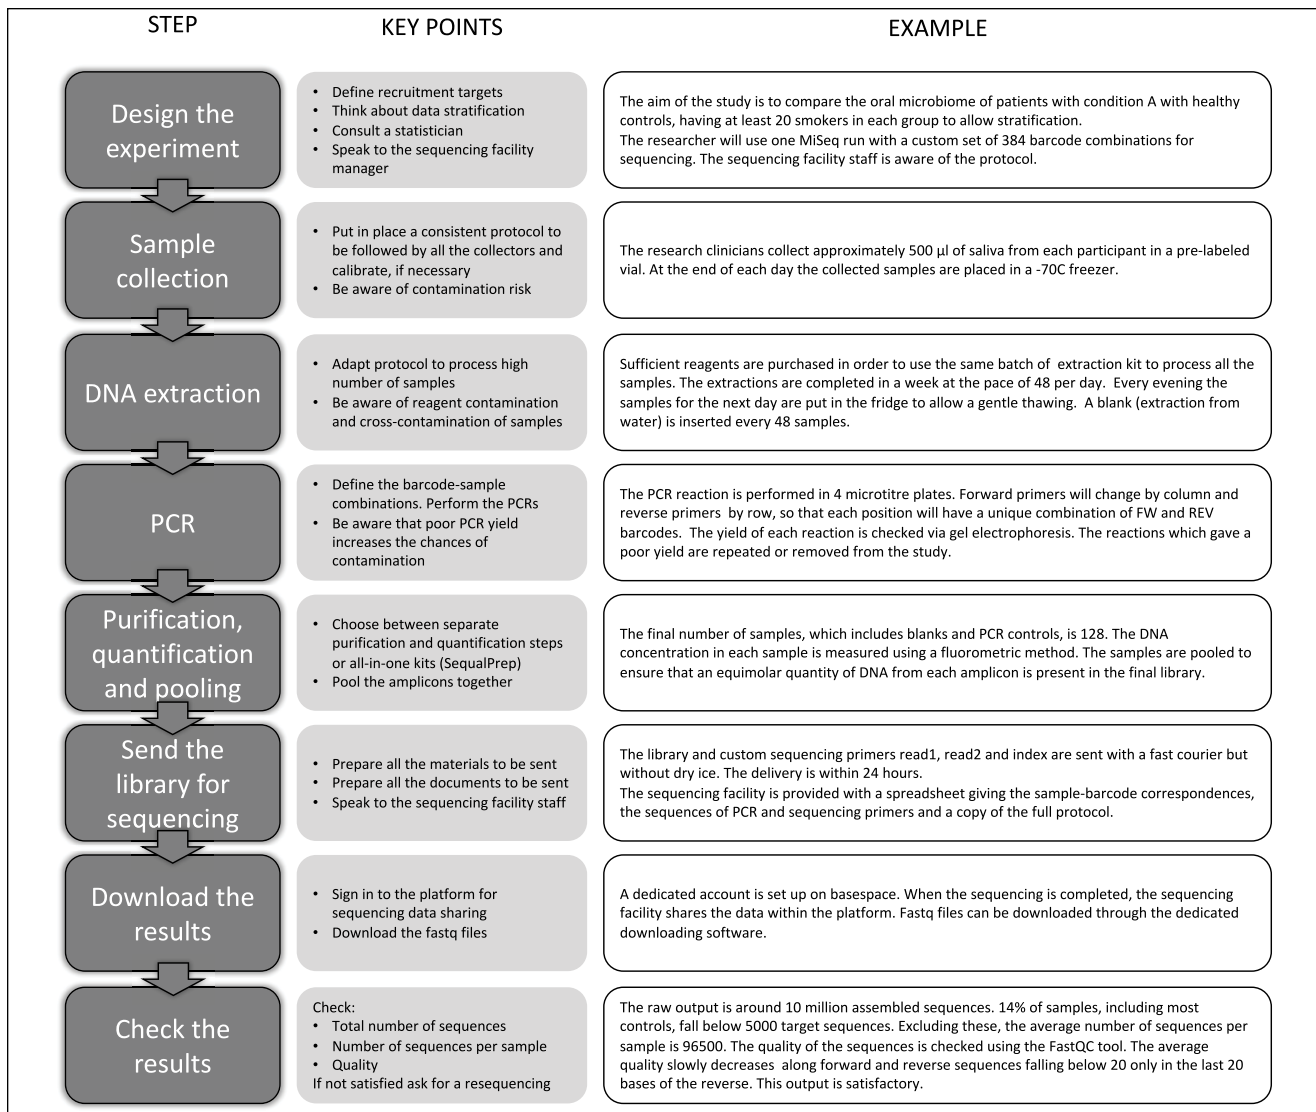 STEP
KEY POINTS
EXAMPLE
Design the
experiment
• Define recruitment targets
• Think about data stratification
• Consult a statistician
• Speak to the sequencing facility
manager
The aim of the study is to compare the oral microbiome of patients with condition A with healthy
controls, having at least 20 smokers in each group to allow stratification.
The researcher will use one MiSeq run with a custom set of 384 barcode combinations for
sequencing. The sequencing facility staff is aware of the protocol.
Sample
collection
• Put in place a consistent protocol to
be followed by all the collectors and
calibrate, if necessary
• Be aware of contamination risk
The research clinicians collect approximately 500 µl of saliva from each participant in a pre-labeled
vial. At the end of each day the collected samples are placed in a -70C freezer.
DNA extraction
• Adapt protocol to process high
number of samples
• Be aware of reagent contamination
and cross-contamination of samples
Sufficient reagents are purchased in order to use the same batch of extraction kit to process all the
samples. The extractions are completed in a week at the pace of 48 per day. Every evening the
samples for the next day are put in the fridge to allow a gentle thawing. A blank (extraction from
water) is inserted every 48 samples.
PCR
• Define the barcode-sample
combinations. Perform the PCRs
• Be aware that poor PCR yield
increases the chances of
contamination
The PCR reaction is performed in 4 microtitre plates. Forward primers will change by column and
reverse primers by row, so that each position will have a unique combination of FW and REV
barcodes. The yield of each reaction is checked via gel electrophoresis. The reactions which gave a
poor yield are repeated or removed from the study.
Purification,
quantification
and pooling
• Choose between separate
purification and quantification steps
or all-in-one kits (SequalPrep)
• Pool the amplicons together
The final number of samples, which includes blanks and PCR controls, is 128. The DNA
concentration in each sample is measured using a fluorometric method. The samples are pooled to
ensure that an equimolar quantity of DNA from each amplicon is present in the final library.
Send the
library for
sequencing
• Prepare all the materials to be sent
• Prepare all the documents to be sent
• Speak to the sequencing facility staff
The library and custom sequencing primers read1, read2 and index are sent with a fast courier but
without dry ice. The delivery is within 24 hours.
The sequencing facility is provided with a spreadsheet giving the sample-barcode correspondences,
the sequences of PCR and sequencing primers and a copy of the full protocol.
Download the
results
• Sign in to the platform for
sequencing data sharing
• Download the fastq files
A dedicated account is set up on basespace. When the sequencing is completed, the sequencing
facility shares the data within the platform. Fastq files can be downloaded through the dedicated
downloading software.
Check the
results
Check:
• Total number of sequences
• Number of sequences per sample
• Quality
If not satisfied ask for a resequencing
The raw output is around 10 million assembled sequences. 14% of samples, including most
controls, fall below 5000 target sequences. Excluding these, the average number of sequences per
sample is 96500. The quality of the sequences is checked using the FastQC tool. The average
quality slowly decreases along forward and reverse sequences falling below 20 only in the last 20
bases of the reverse. This output is satisfactory.